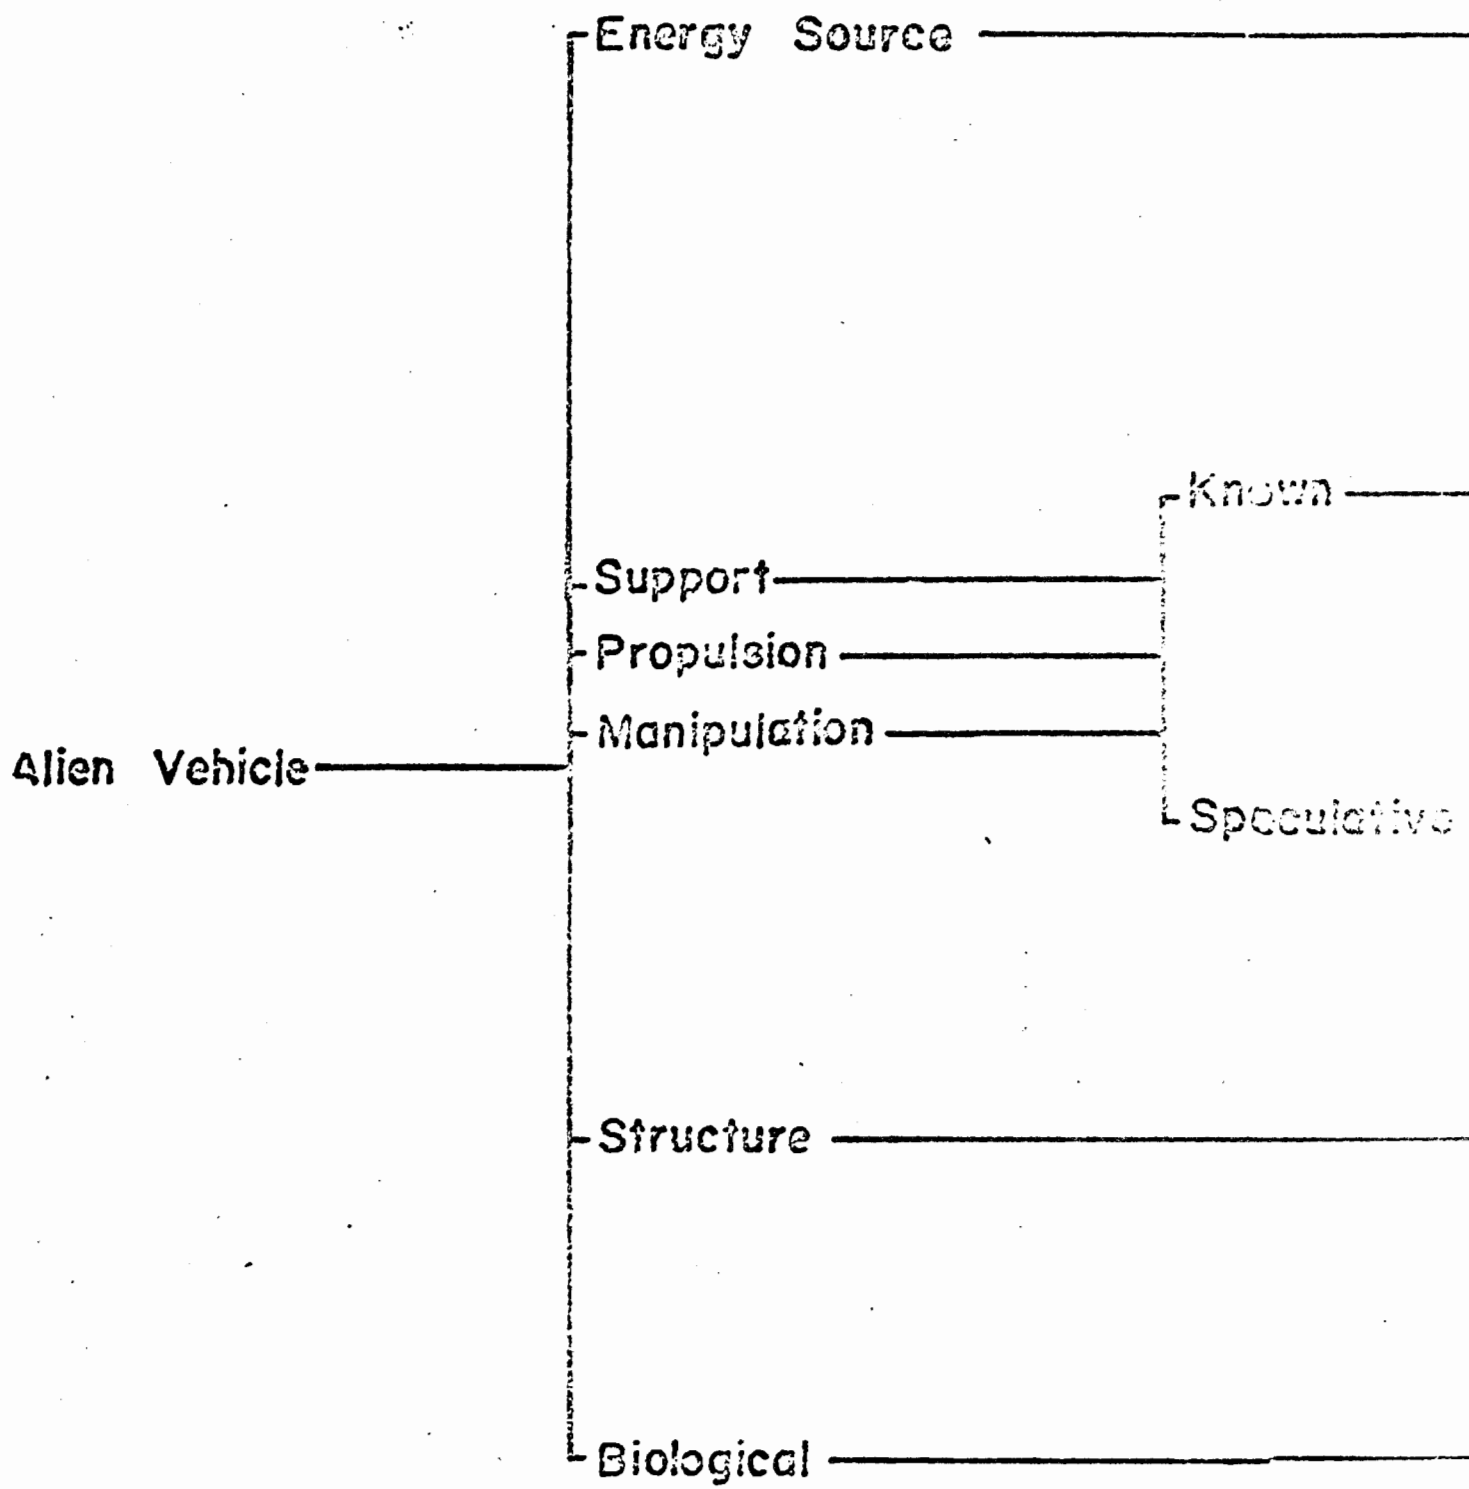 Energy Source
Known
Support
Propulsion
Manipulation
Alien Vehicle
Speculative
Structure
Biological